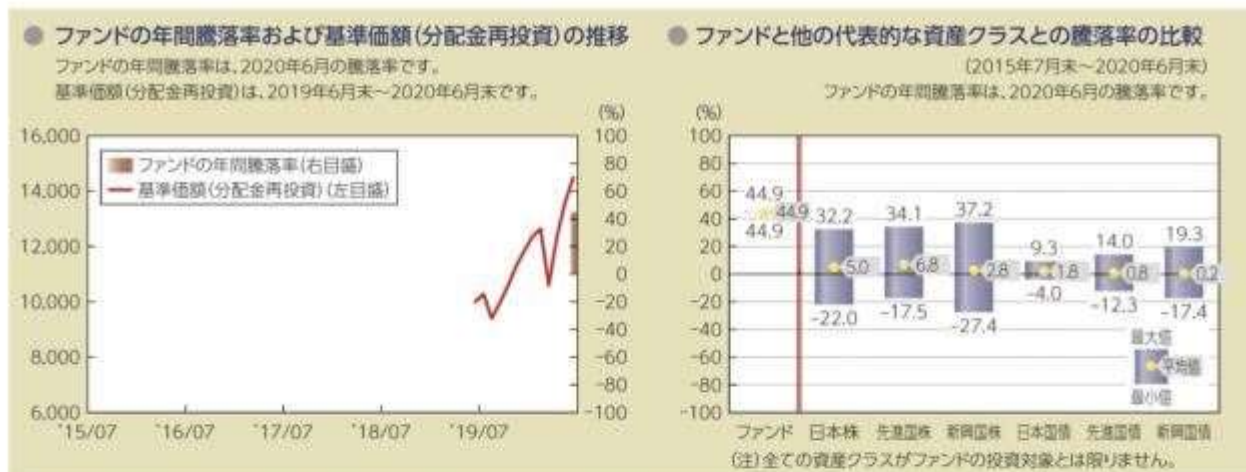 ● ファンドの年間騰落率および基準価額(分配金再投資)の推移
ファンドの年間騰落率は、2020年6月の騰落率です。
基準価額(分配金再投資)は、2019年6月末～2020年6月末です。
(%)
16,000
14,000
12,000
10,000
8,000
6,000
ファンドの年間騰落率(右目盛)
基準価額(分配金再投資)(左目盛)
100
80
60
40
20
0
-20
-40
-60
-80
-100
'15/07 '16/07 '17/07 '18/07 '19/07
● ファンドと他の代表的な資産クラスとの騰落率の比較
(2015年7月末～2020年6月末)
ファンドの年間騰落率は、2020年6月の騰落率です。
(%)
100
80
60
40
20
0
-20
-40
-60
-80
-100
44.9 32.2 34.1 37.2 9.3 14.0 19.3
44.9 5.0 6.8 2.8 1.8 0.8 0.2
44.9 -22.0 -17.5 -27.4 -4.0 -12.3 -17.4
最大値
平均値
最小値
ファンド 日本株 先進国株 新興国株 日本国債 先進国債 新興国債
(注)全ての資産クラスがファンドの投資対象とは限りません。